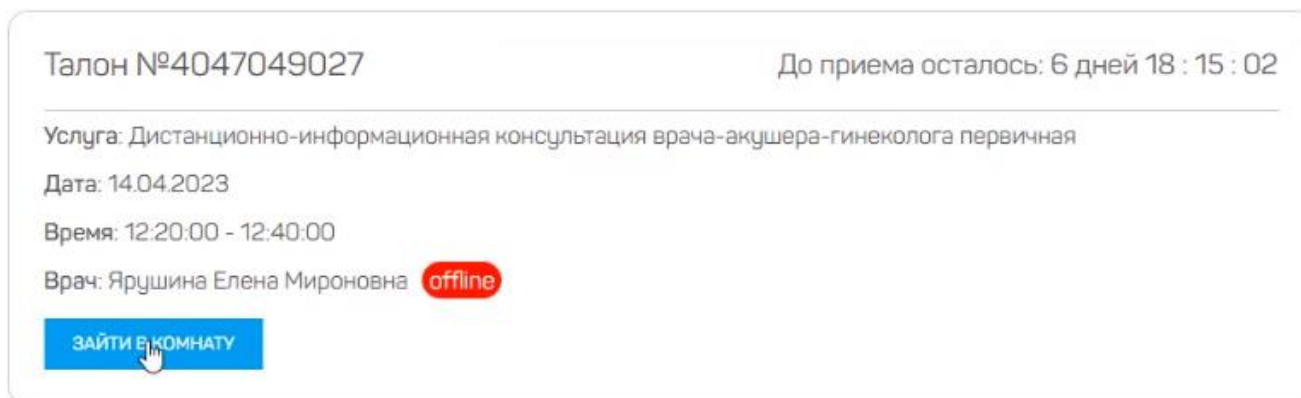 Талон №4047049027
До приема осталось: 6 дней 18 : 15 : 02
Услуга: Дистанционно-информационная консультация врача-акушера-гинеколога первичная
Дата: 14.04.2023
Время: 12:20:00 - 12:40:00
Врач: Ярушина Елена Мироновна offline
ЗАЙТИ В КОМНАТУ